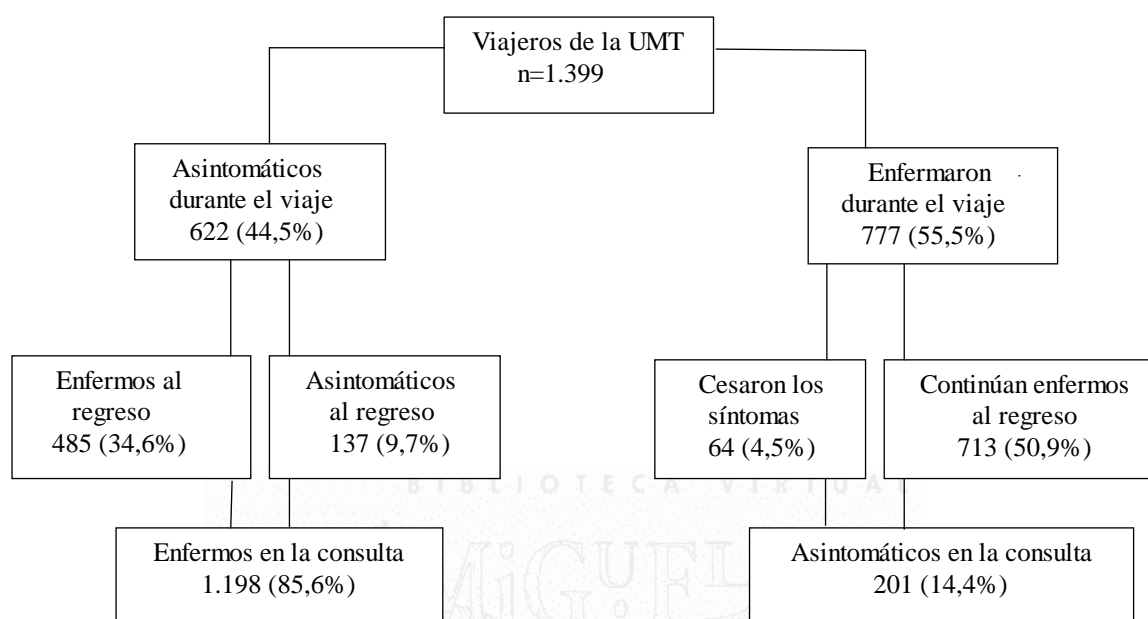 Viajeros de la UMT
n=1.399
Asintomáticos
durante el viaje
622 (44,5%)
Enfermaron
durante el viaje
777 (55,5%)
Enfermos al
regreso
485 (34,6%)
Asintomáticos
al regreso
137 (9,7%)
Cesaron los
síntomas
64 (4,5%)
Continúan enfermos
al regreso
713 (50,9%)
BIBLIOTECA VIRTUAL
MiGUEL
Enfermos en la consulta
1.198 (85,6%)
Asintomáticos en la consulta
201 (14,4%)